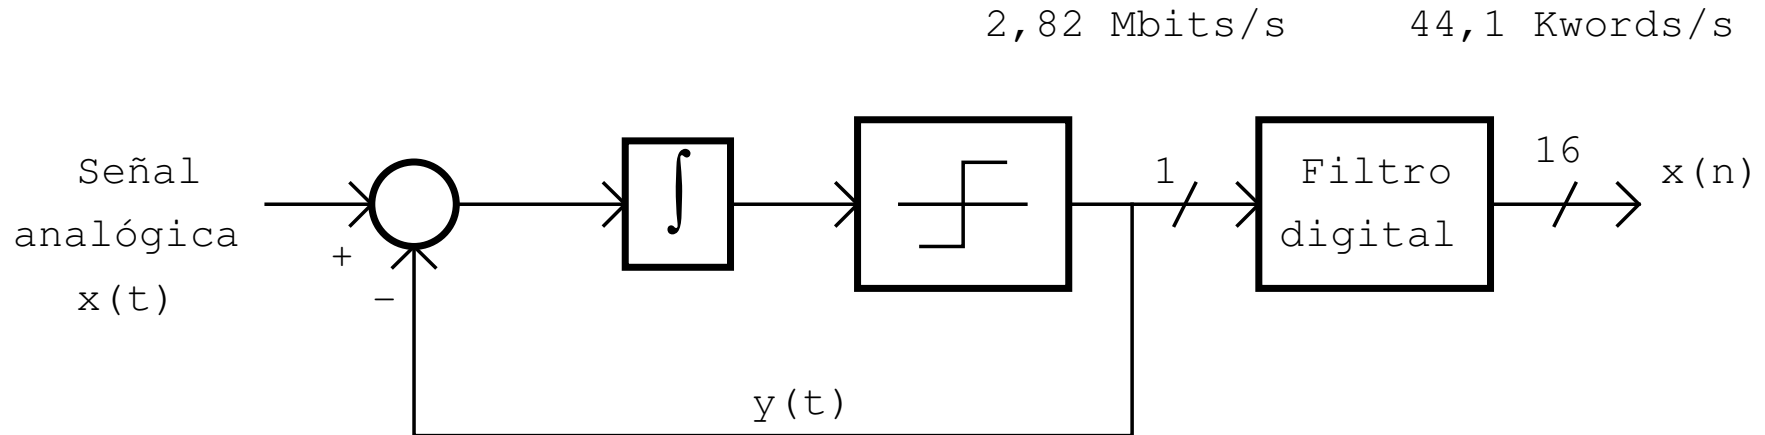 2,82 Mbits/s
44,1 Kwords/s
Señal
analógica
x(t)
+
−
∫
1
Filtro
digital
16
x(n)
y(t)